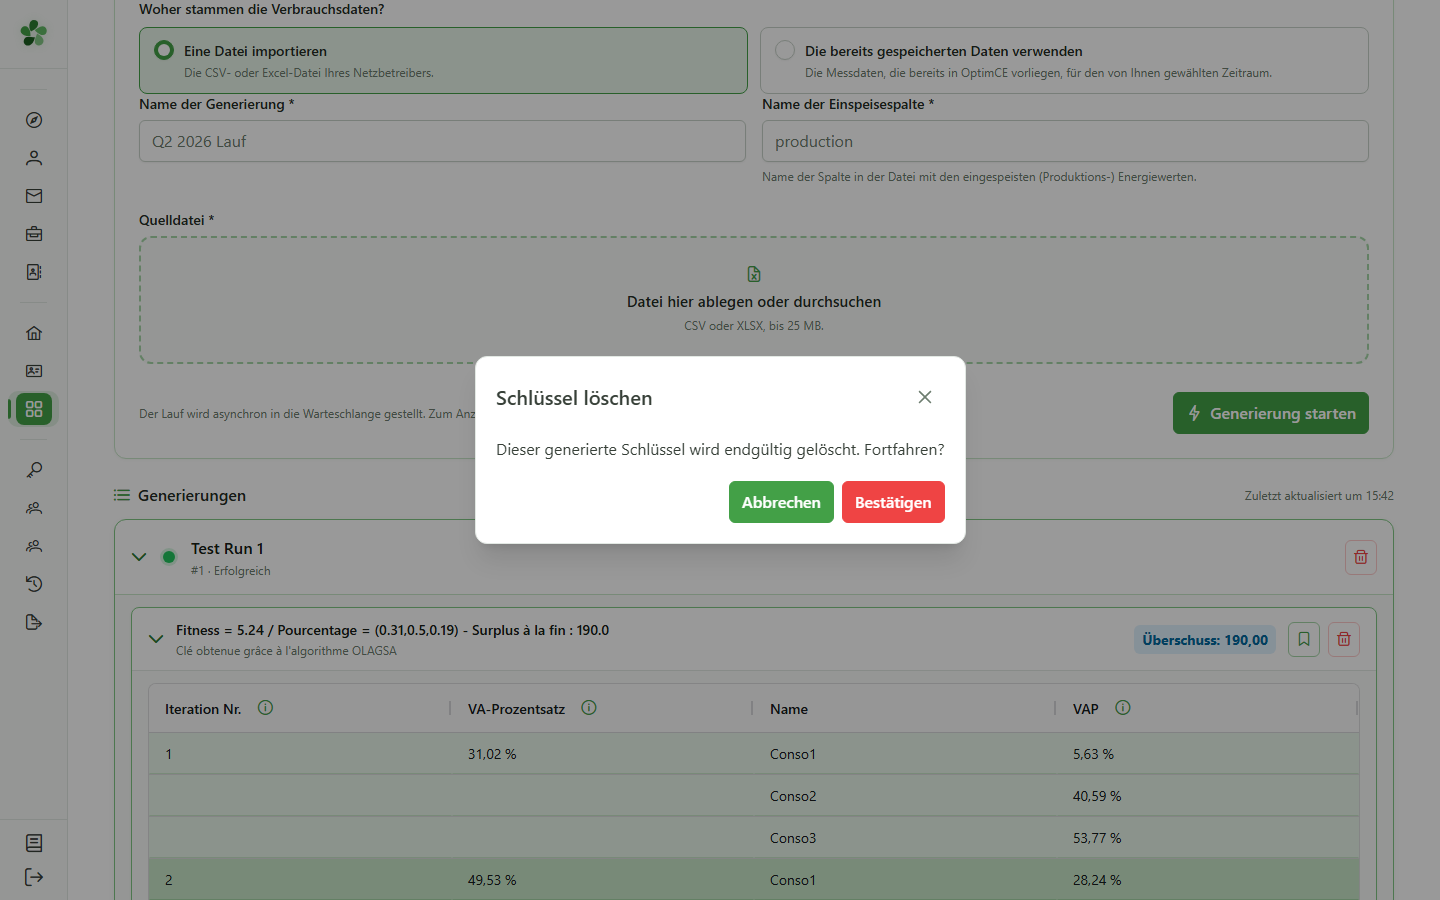 Woher stammen die Verbrauchsdaten?
Eine Datei importieren
Die CSV- oder Excel-Datei Ihres Netzbetreibers.
Die bereits gespeicherten Daten verwenden
Die Messdaten, die bereits in OptimCE vorliegen, für den von Ihnen gewählten Zeitraum.
Name der Generierung *
Name der Einspeisespalte *
Q2 2026 Lauf
production
Name der Spalte in der Datei mit den eingespeisten (Produktions-) Energiewerten.
Quelldatei *
Datei hier ablegen oder durchsuchen
CSV oder XLSX, bis 25 MB.
Schlüssel löschen
Dieser generierte Schlüssel wird endgültig gelöscht. Fortfahren?
Abbrechen
Bestätigen
Der Lauf wird asynchron in die Warteschlange gestellt. Zum Anz
Generierung starten
Generierungen
Zuletzt aktualisiert um 15:42
Test Run 1
#1 · Erfolgreich
Fitness = 5.24 / Pourcentage = (0.31,0.5,0.19) - Surplus à la fin : 190.0
Clé obtenue grâce à l'algorithme OLAGSA
Überschuss: 190,00
Iteration Nr. VA-Prozentsatz Name VAP
1 31,02 % Conso1 5,63 %
Conso2 40,59 %
Conso3 53,77 %
2 49,53 % Conso1 28,24 %